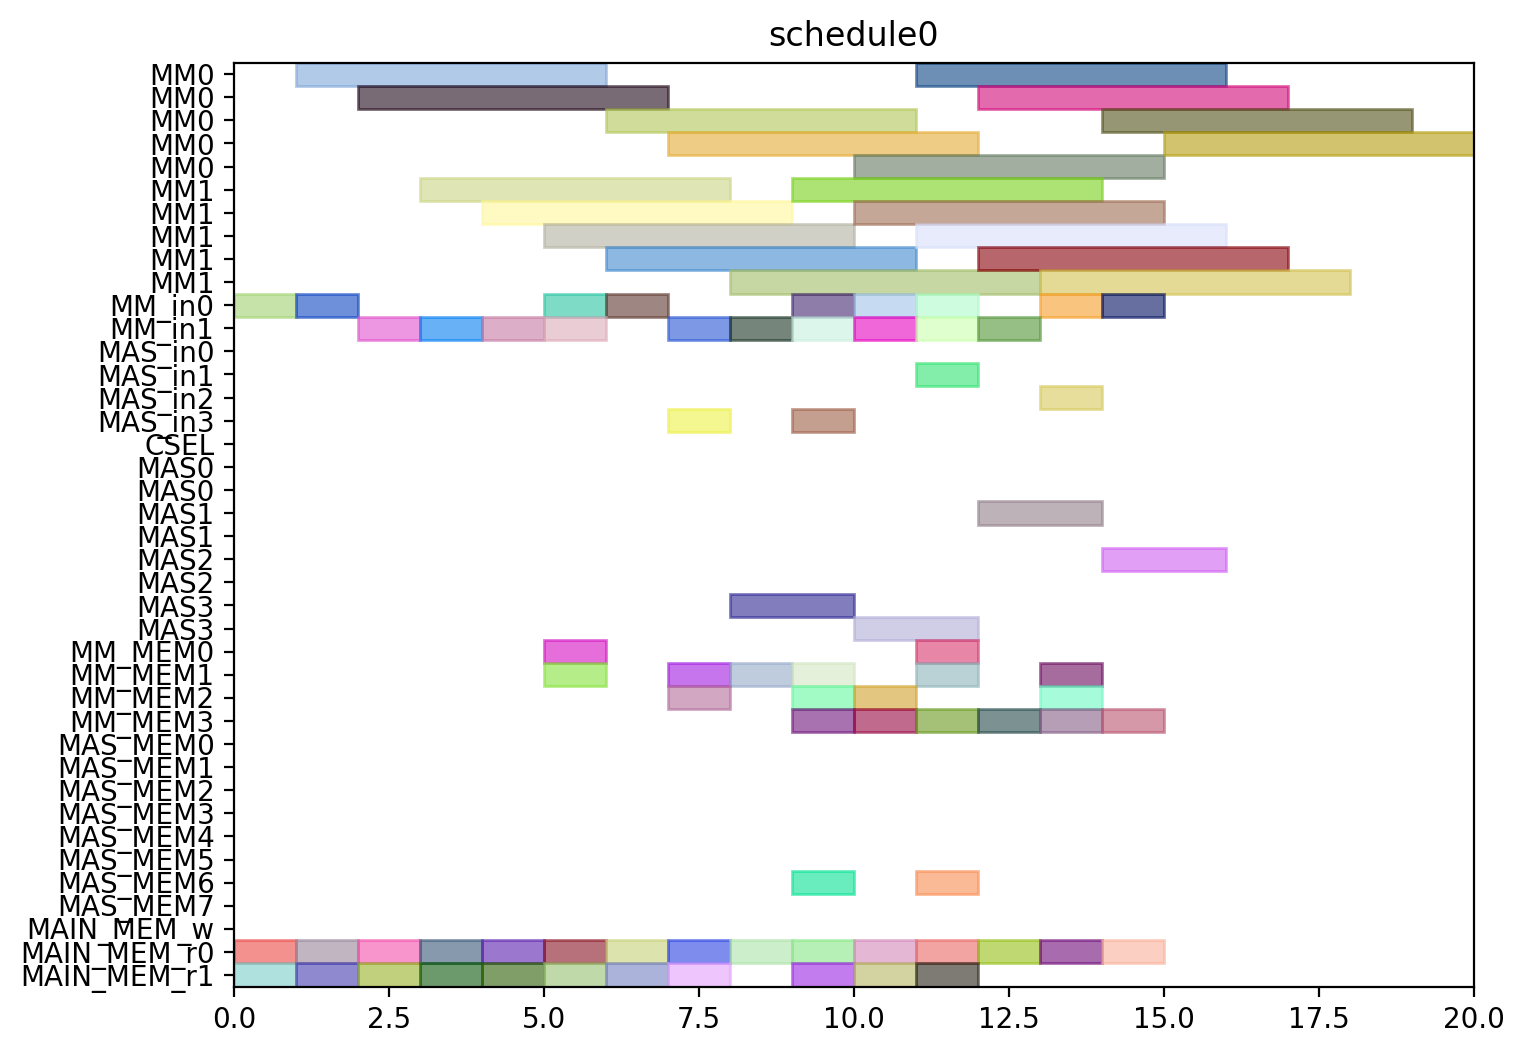 schedule0
MM0
MM0
MM0
MM0
MM0
MM1
MM1
MM1
MM1
MM1
MM_in0
MM_in1
MAS_in0
MAS_in1
MAS_in2
MAS_in3
CSEL
MAS0
MAS0
MAS1
MAS1
MAS2
MAS2
MAS3
MAS3
MM_MEM0
MM_MEM1
MM_MEM2
MM_MEM3
MAS_MEM0
MAS_MEM1
MAS_MEM2
MAS_MEM3
MAS_MEM4
MAS_MEM5
MAS_MEM6
MAS_MEM7
MAIN_MEM_w
MAIN_MEM_r0
MAIN_MEM_r1
0.0 2.5 5.0 7.5 10.0 12.5 15.0 17.5 20.0